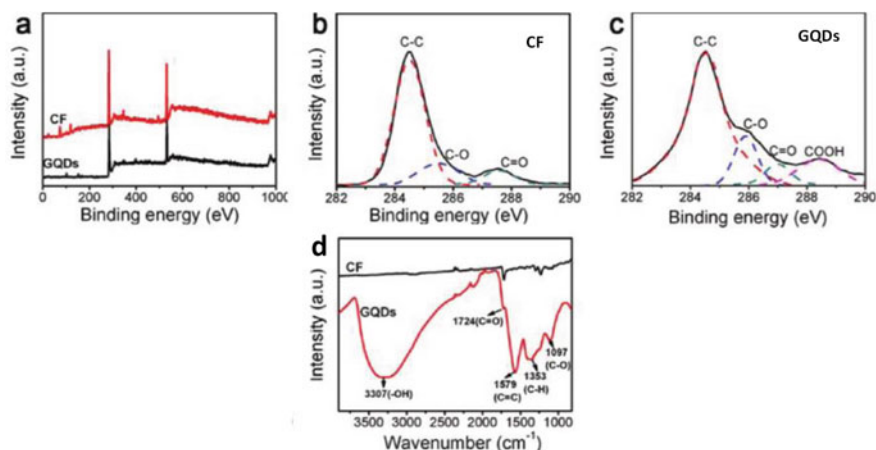 a
Intensity (a.u.)
CF
GQDs
0 200 400 600 800 1000
Binding energy (eV)
b
CF
Intensity (a.u.)
C-C
C-O
C=O
282 284 286 288 290
Binding energy (eV)
c
GQDs
Intensity (a.u.)
C-C
C-O
C=O
COOH
282 284 286 288 290
Binding energy (eV)
d
Intensity (a.u.)
CF
GQDs
1724(C=O)
1097
(C-O)
1353
(C-H)
1579
(C=C)
3307(-OH)
3500 3000 2500 2000 1500 1000
Wavenumber (cm⁻¹)